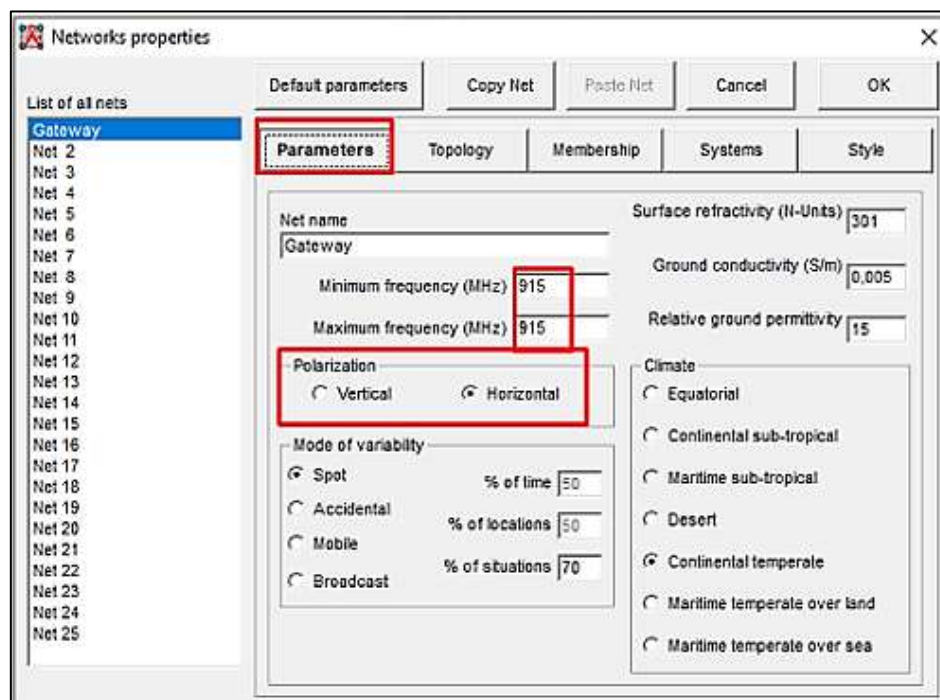 Networks properties
Default parameters
Copy Net
Paste Net
Cancel
OK
List of all nets
Gateway
Net 2
Net 3
Net 4
Net 5
Net 6
Net 7
Net 8
Net 9
Net 10
Net 11
Net 12
Net 13
Net 14
Net 15
Net 16
Net 17
Net 18
Net 19
Net 20
Net 21
Net 22
Net 23
Net 24
Net 25
Parameters
Topology
Membership
Systems
Style
Net name
Gateway
Minimum frequency (MHz) 915
Maximum frequency (MHz) 915
Surface refractivity (N-Units) 301
Ground conductivity (S/m) 0,005
Relative ground permittivity 15
Polarization
Vertical
Horizontal
Mode of variability
Spot
Accidental
Mobile
Broadcast
% of time 50
% of locations 50
% of situations 70
Climate
Equatorial
Continental sub-tropical
Maritime sub-tropical
Desert
Continental temperate
Maritime temperate over land
Maritime temperate over sea